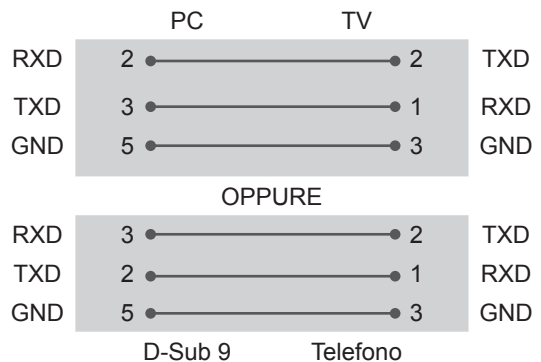 PC TV
RXD 2 2 TXD
TXD 3 1 RXD
GND 5 3 GND
OPPURE
RXD 3 2 TXD
TXD 2 1 RXD
GND 5 3 GND
D-Sub 9 Telefono